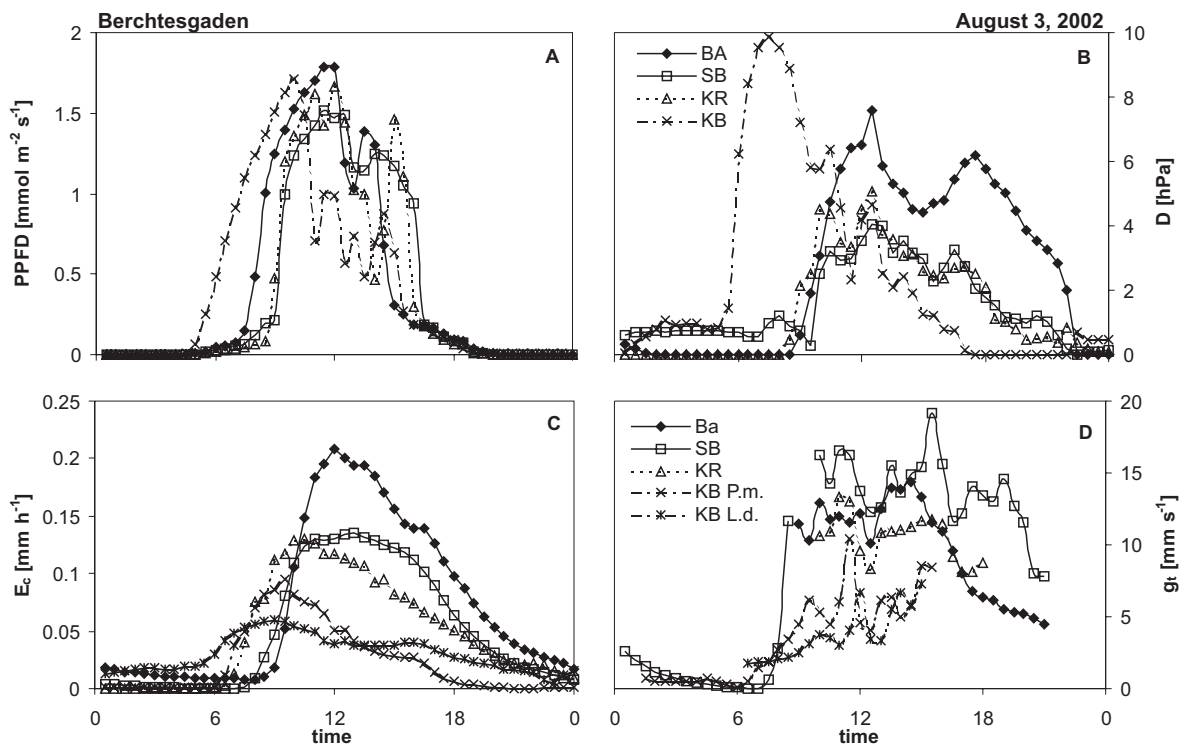 Berchtesgaden August 3, 2002
2
1.5
1
0.5
0
PPFD [mmol m⁻² s⁻¹]
A
BA
SB
KR
KB
B
10
8
6
4
2
0
D [hPa]
0.25
0.2
0.15
0.1
0.05
0
E_c [mm h⁻¹]
C
0 6 12 18 0
time
Ba
SB
KR
KB P.m.
KB L.d.
D
20
15
10
5
0
g_t [mm s⁻¹]
0 6 12 18 0
time